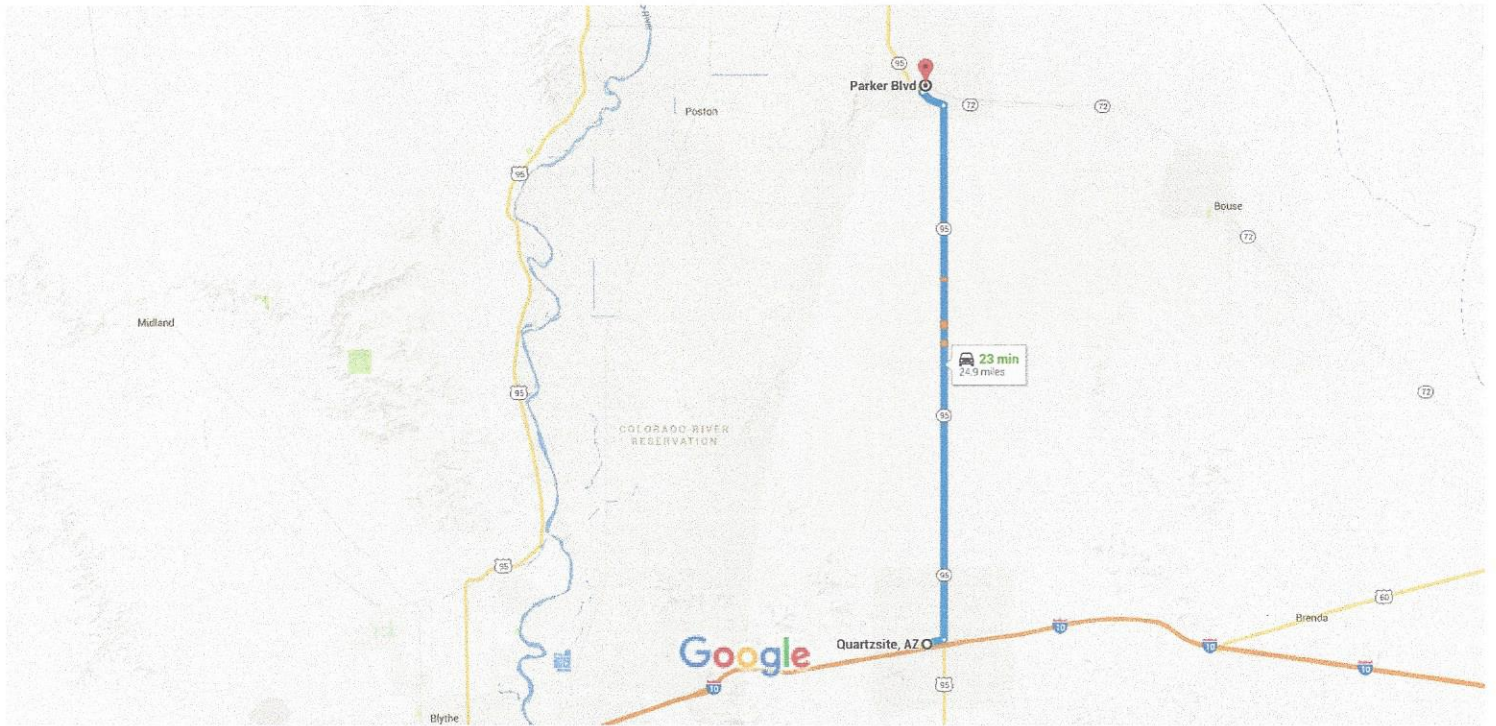 95
Parker Blvd
72
72
Poston
95
Bouse
95
72
Midland
23 min
24.9 miles
95
95
72
COLORADO RIVER
RESERVATION
95
95
60
Brenda
10
Quartzsite, AZ
10
Google
10
10
95
Blythe